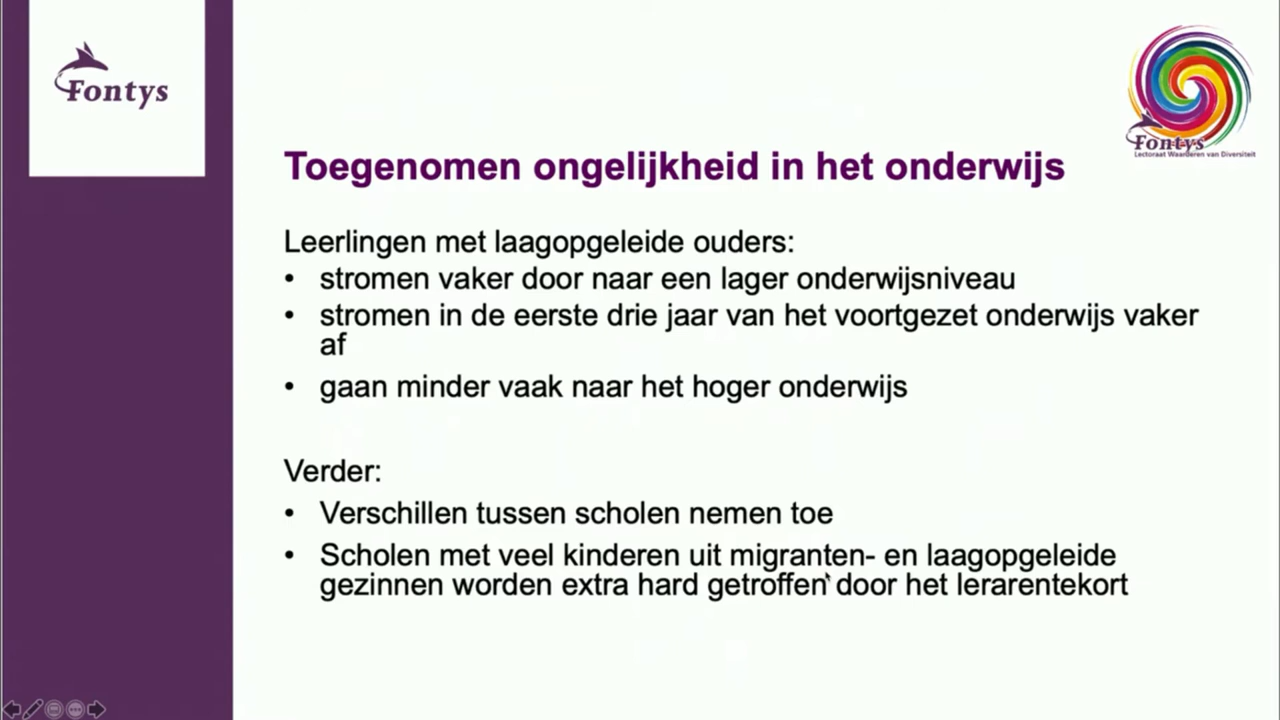 Fontys
Fontys
Lectoraat Waarderen van Diversiteit
Toegenomen ongelijkheid in het onderwijs
Leerlingen met laagopgeleide ouders:
• stromen vaker door naar een lager onderwijsniveau
• stromen in de eerste drie jaar van het voortgezet onderwijs vaker
af
• gaan minder vaak naar het hoger onderwijs
Verder:
• Verschillen tussen scholen nemen toe
• Scholen met veel kinderen uit migranten- en laagopgeleide
gezinnen worden extra hard getroffen door het lerarentekort